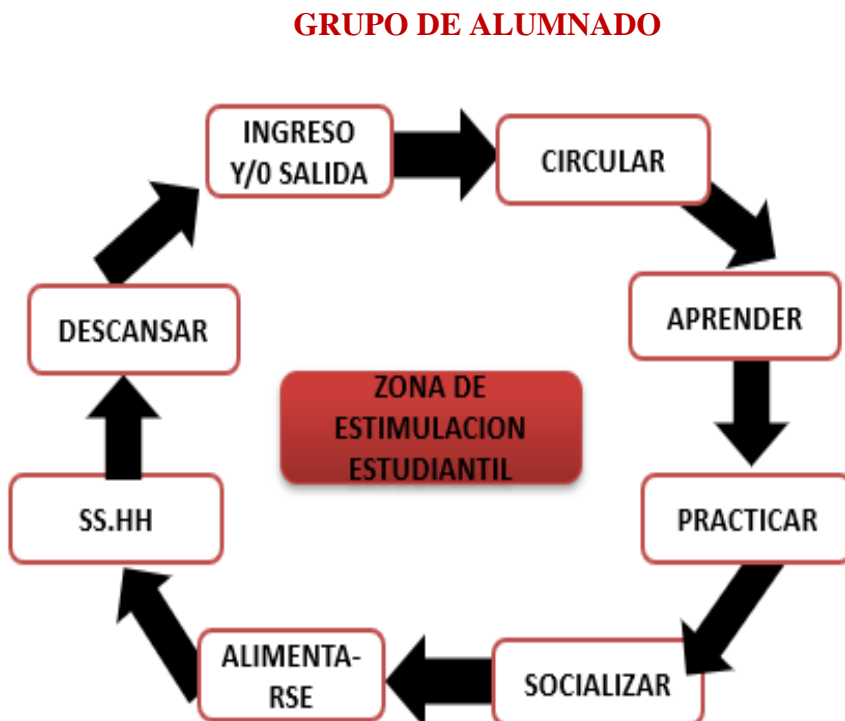 GRUPO DE ALUMNADO
INGRESO
Y/0 SALIDA
CIRCULAR
APRENDER
PRACTICAR
SOCIALIZAR
ALIMENTA-
RSE
SS.HH
DESCANSAR
ZONA DE
ESTIMULACION
ESTUDIANTIL